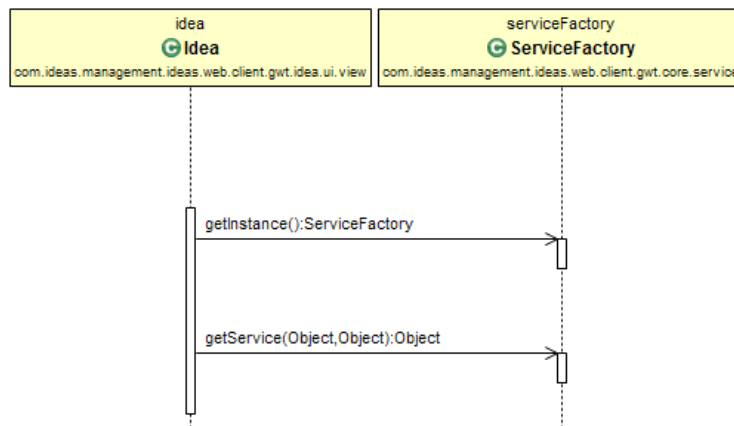 idea
C Idea
com.ideas.management.ideas.web.client.gwt.idea.ui.view
serviceFactory
C ServiceFactory
com.ideas.management.ideas.web.client.gwt.core.service
getInstance():ServiceFactory
getService(Object,Object):Object